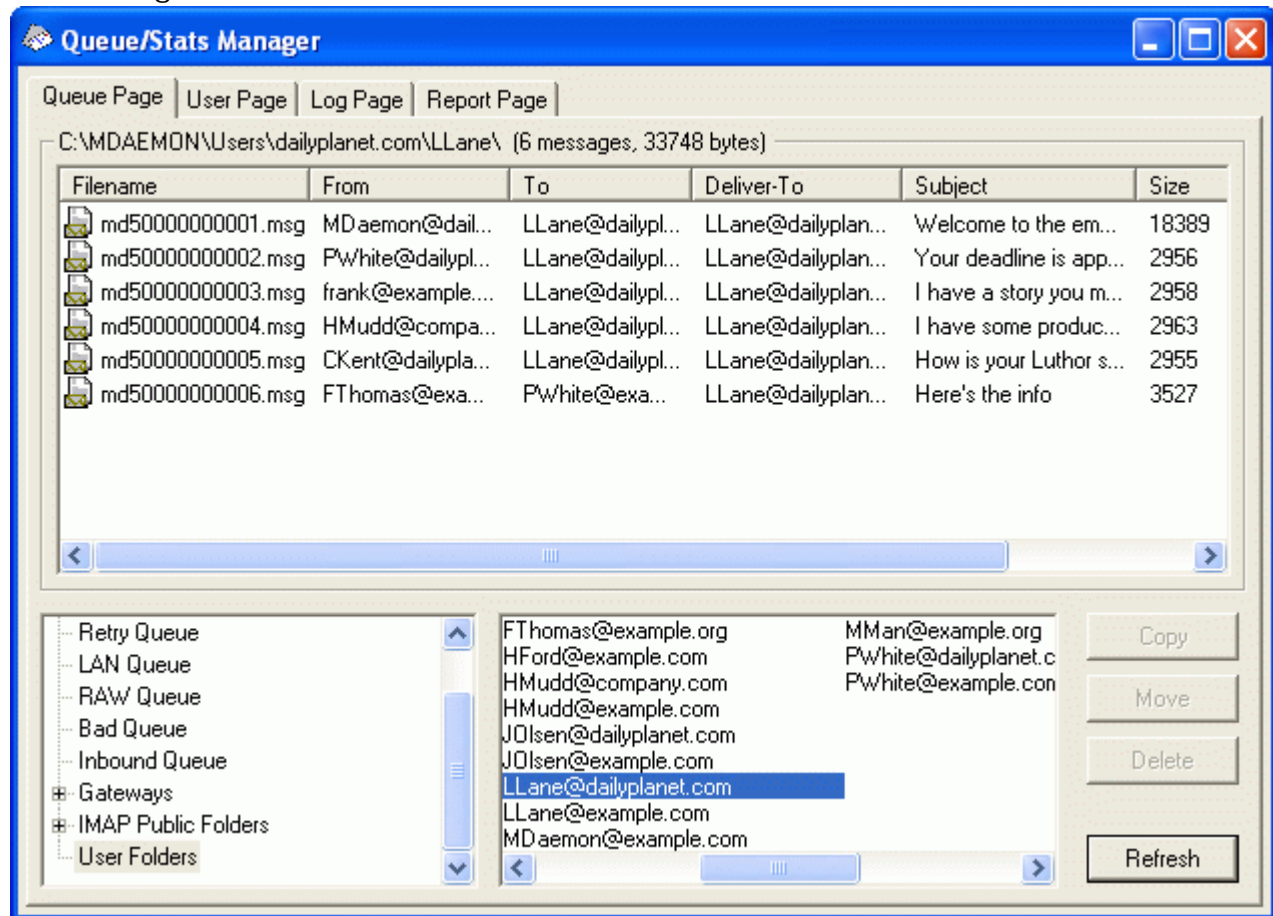 Queue/Stats Manager
Queue Page User Page Log Page Report Page
C:\MDAEMON\Users\dailyplanet.com\LLane\ (6 messages, 33748 bytes)
Filename From To Deliver-To Subject Size
md50000000001.msg MDaemon@dail... LLane@dailypl... LLane@dailyplan... Welcome to the em... 18389
md50000000002.msg PWhite@dailypl... LLane@dailypl... LLane@dailyplan... Your deadline is app... 2956
md50000000003.msg frank@example.... LLane@dailypl... LLane@dailyplan... I have a story you m... 2958
md50000000004.msg HMudd@compa... LLane@dailypl... LLane@dailyplan... I have some produc... 2963
md50000000005.msg CKent@dailypla... LLane@dailypl... LLane@dailyplan... How is your Luthor s... 2955
md50000000006.msg FThomas@exa... PWhite@exa... LLane@dailyplan... Here's the info 3527
Retry Queue
LAN Queue
RAW Queue
Bad Queue
Inbound Queue
Gateways
IMAP Public Folders
User Folders
FThomas@example.org
HFord@example.com
HMudd@company.com
HMudd@example.com
JOlsen@dailyplanet.com
JOlsen@example.com
LLane@dailyplanet.com
LLane@example.com
MDaemon@example.com
MMan@example.org
PWhite@dailyplanet.c
PWhite@example.con
Copy
Move
Delete
Refresh